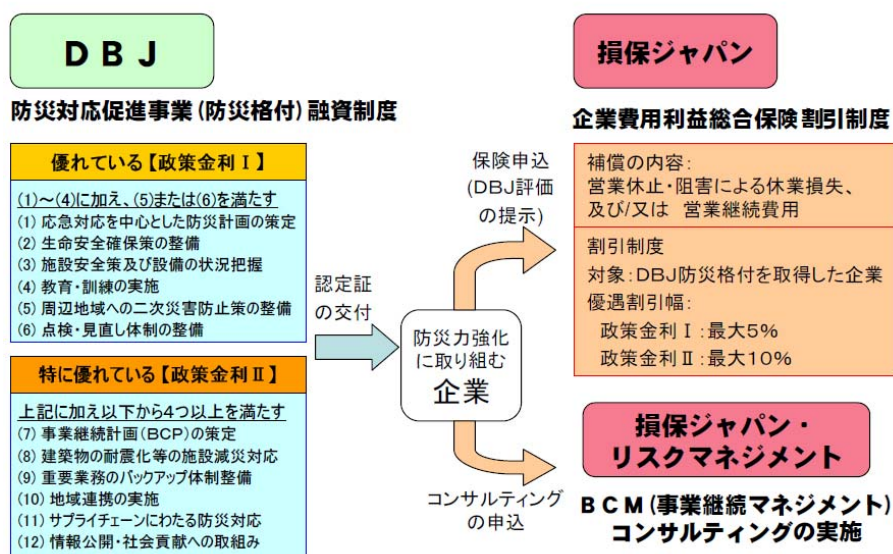 DBJ
防災対応促進事業(防災格付)融資制度
優れている【政策金利Ⅰ】
(1)～(4)に加え、(5)または(6)を満たす
(1) 応急対応を中心とした防災計画の策定
(2) 生命安全確保策の整備
(3) 施設安全策及び設備の状況把握
(4) 教育・訓練の実施
(5) 周辺地域への二次災害防止策の整備
(6) 点検・見直し体制の整備
特に優れている【政策金利Ⅱ】
上記に加え以下から4つ以上を満たす
(7) 事業継続計画(BCP)の策定
(8) 建築物の耐震化等の施設減災対応
(9) 重要業務のバックアップ体制整備
(10) 地域連携の実施
(11) サプライチェーンにわたる防災対応
(12) 情報公開・社会貢献への取組み
認定証
の交付
防災力強化
に取り組む
企業
保険申込
(DBJ評価
の提示)
コンサルティング
の申込
損保ジャパン
企業費用利益総合保険割引制度
補償の内容:
営業休止・阻害による休業損失、
及び/又は 営業継続費用
割引制度
対象:DBJ防災格付を取得した企業
優遇割引幅:
政策金利Ⅰ:最大5%
政策金利Ⅱ:最大10%
損保ジャパン・
リスクマネジメント
BCM(事業継続マネジメント)
コンサルティングの実施